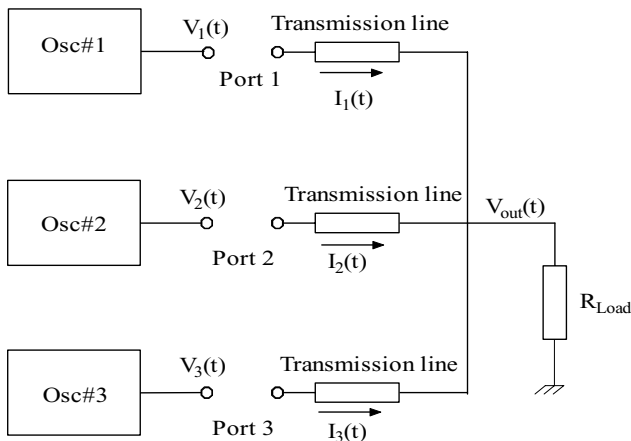 Transmission line
Osc#1
V1(t)
Port 1
I1(t)
Transmission line
Osc#2
V2(t)
Port 2
I2(t)
Vout(t)
RLoad
Transmission line
Osc#3
V3(t)
Port 3
I3(t)